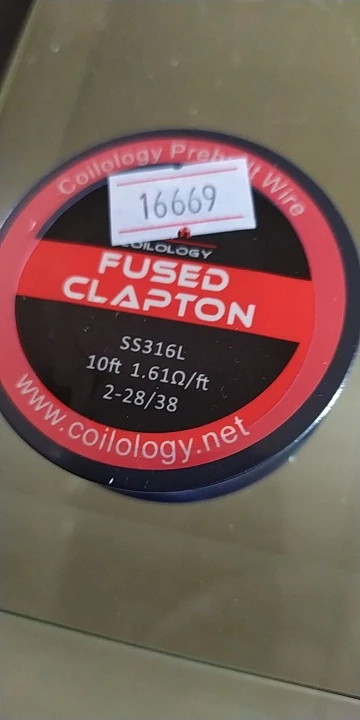 Coilology Prebuilt Wire
16669
COILOLOGY
FUSED
CLAPTON
SS316L
10ft 1.61Ω/ft
2-28/38
www.coilology.net